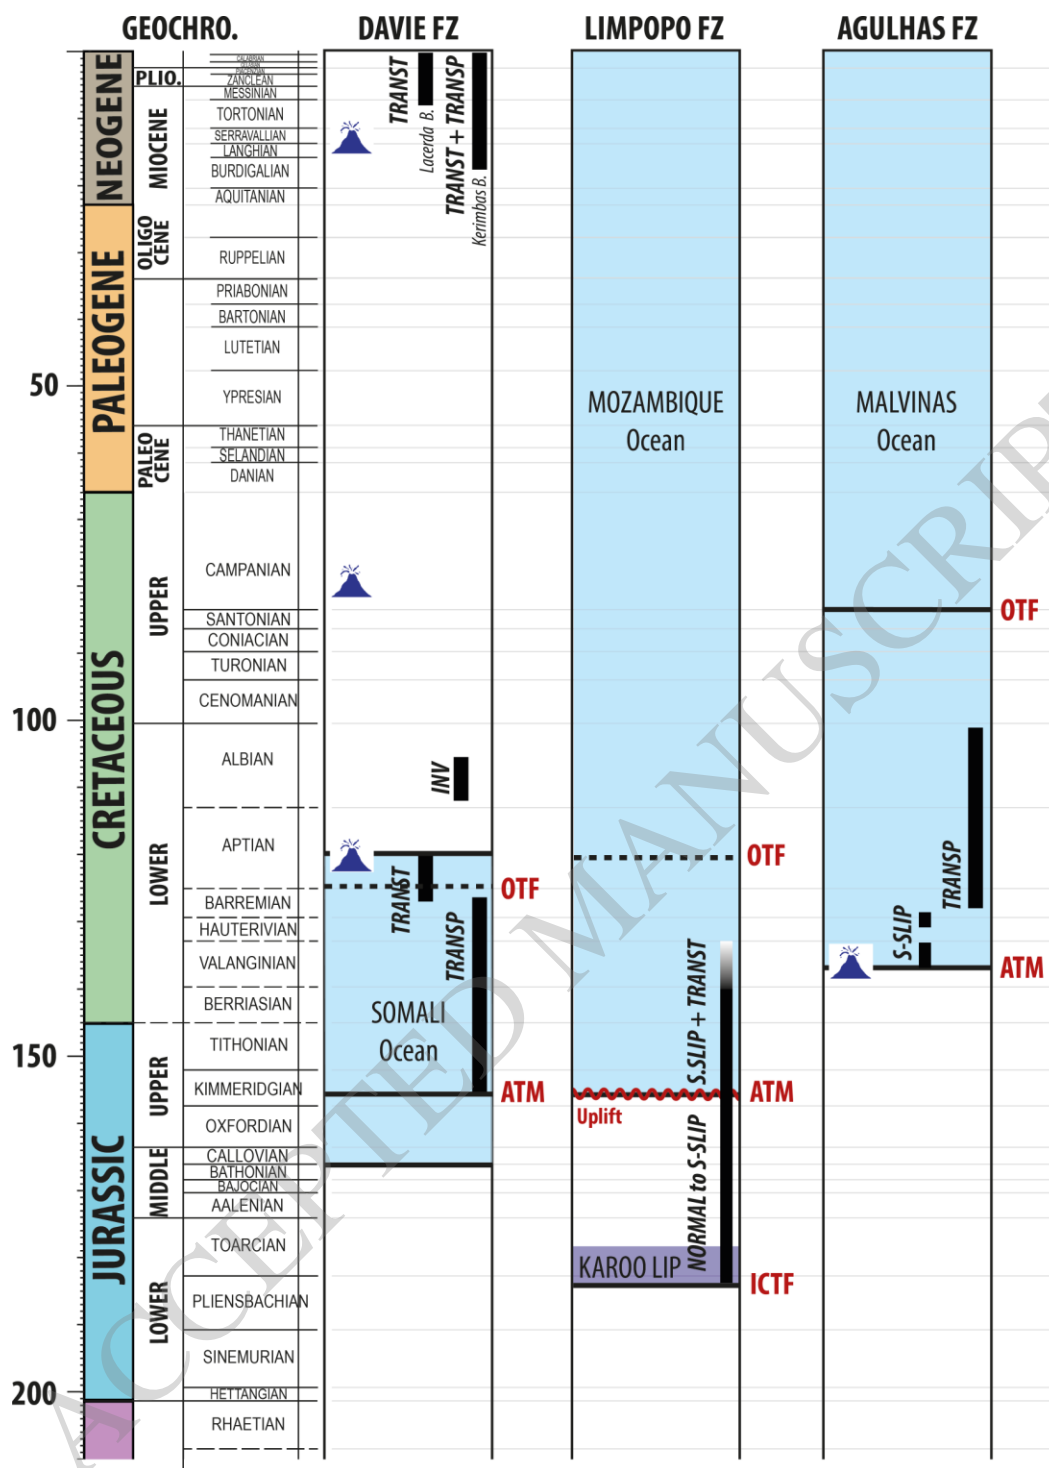 GEOCHRO.
DAVIE FZ
LIMPOPO FZ
AGULHAS FZ
NEOGENE
PALEOGENE
CRETACEOUS
JURASSIC
50
100
150
200
PLIO.
MIOCENE
OLIGO
CENE
PALEO
CENE
UPPER
LOWER
UPPER
MIDDLE
LOWER
CALABRIAN
PIACENZIAN
ZANCLEAN
MESSINIAN
TORTONIAN
SERRAVALLIAN
LANGHIAN
BURDIGALIAN
AQUITANIAN
RUPPELIAN
PRIABONIAN
BARTONIAN
LUTETIAN
YPRESIAN
THANETIAN
SELANDIAN
DANIAN
CAMPANIAN
SANTONIAN
CONIACIAN
TURONIAN
CENOMANIAN
ALBIAN
APTIAN
BARREMIAN
HAUTERIVIAN
VALANGINIAN
BERRIASIAN
TITHONIAN
KIMMERIDGIAN
OXFORDIAN
CALLOVIAN
BATHONIAN
BAJOCIAN
AALENIAN
TOARCIAN
PLIENSBACHIAN
SINEMURIAN
HETTANGIAN
RHAETIAN
TRANST
Lacerda B.
TRANST + TRANSP
Kerimbas B.
INV
TRANST
OTF
TRANSP
SOMALI
Ocean
ATM
MOZAMBIQUE
Ocean
OTF
S.SLIP + TRANST
ATM
Uplift
NORMAL to S-SLIP
KAROO LIP
ICTF
MALVINAS
Ocean
OTF
TRANSP
S-SLIP
ATM
ACCEPTED MANUSCRIPT